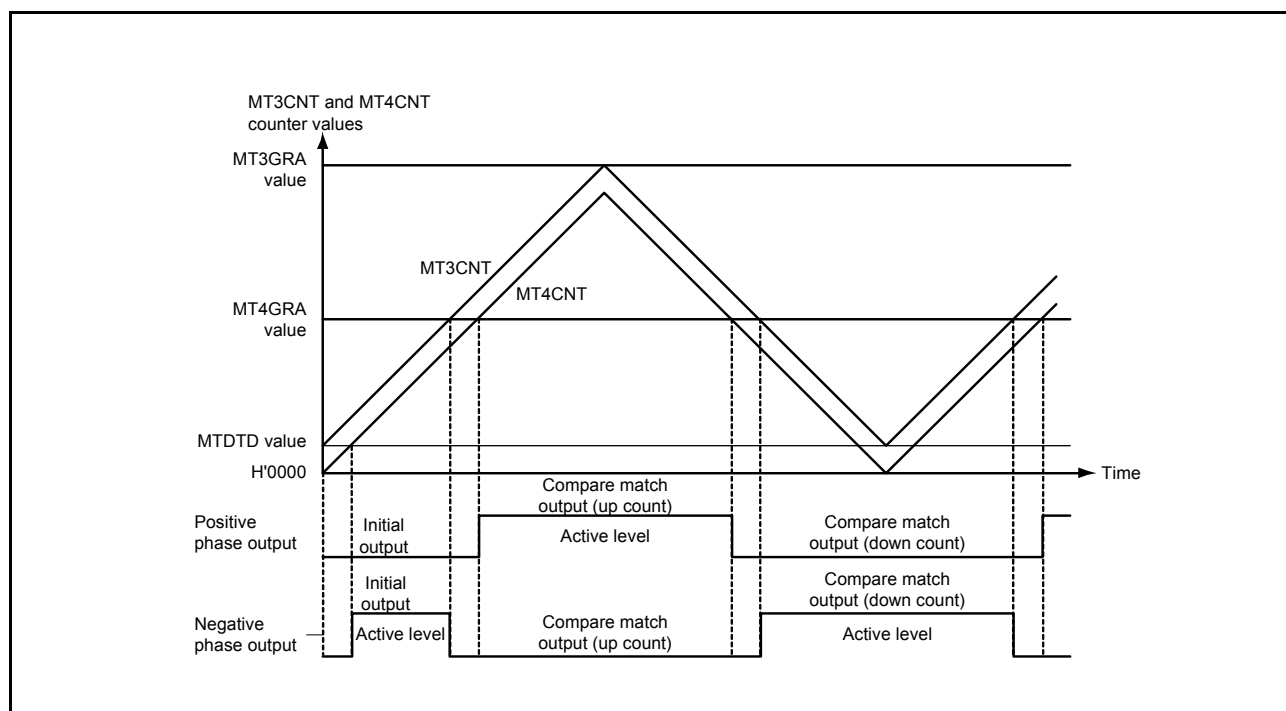 MT3CNT and MT4CNT
counter values
MT3GRA
value
MT3CNT
MT4CNT
MT4GRA
value
MTDTD value
H'0000
Time
Compare match
output (up count)
Positive
phase output
Initial
output
Active level
Compare match
output (down count)
Initial
output
Compare match
output (down count)
Negative
phase output
Active level
Compare match
output (up count)
Active level